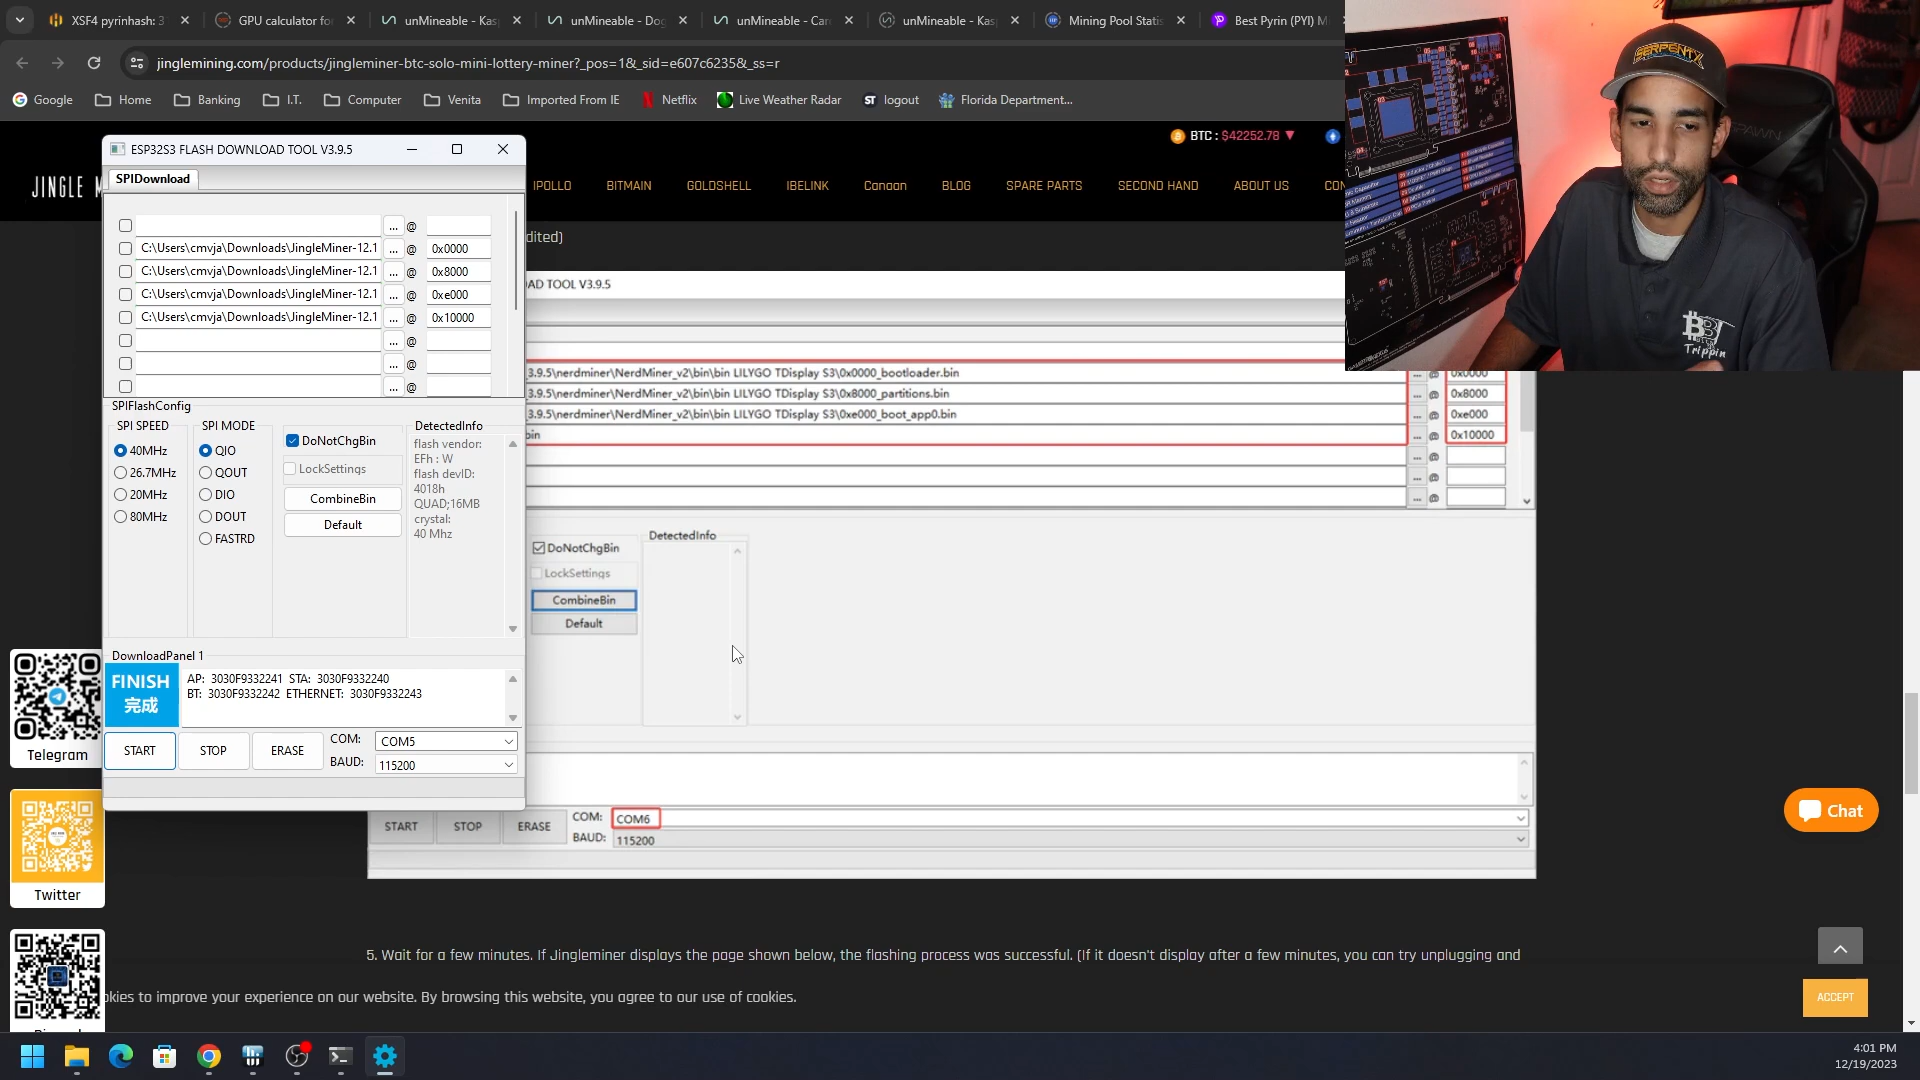 XSF4 pyrinhash: 3
GPU calculator fo
unMineable - Kas
unMineable - Dog
unMineable - Car
unMineable - Kas
Mining Pool Statis
Best Pyrin (PYI) M
jinglemining.com/products/jingleminer-btc-solo-mini-lottery-miner?_pos=1&_sid=e607c6235&_ss=r
Google
Home
Banking
I.T.
Computer
Venita
Imported From IE
Netflix
Live Weather Radar
ST logout
Florida Department...
BTC : $42252.78
JINGLE M
IPOLLO
BITMAIN
GOLDSHELL
IBELINK
Canaan
BLOG
SPARE PARTS
SECOND HAND
ABOUT US
CON
dited)
ESP32S3 FLASH DOWNLOAD TOOL V3.9.5
SPIDownload
... @
C:\Users\cmvja\Downloads\JingleMiner-12.1 ... @ 0x0000
C:\Users\cmvja\Downloads\JingleMiner-12.1 ... @ 0x8000
C:\Users\cmvja\Downloads\JingleMiner-12.1 ... @ 0xe000
C:\Users\cmvja\Downloads\JingleMiner-12.1 ... @ 0x10000
... @
... @
... @
SPIFlashConfig
SPI SPEED
40MHz
26.7MHz
20MHz
80MHz
SPI MODE
QIO
QOUT
DIO
DOUT
FASTRD
DoNotChgBin
LockSettings
CombineBin
Default
DetectedInfo
flash vendor:
EFh : W
flash devID:
4018h
QUAD;16MB
crystal:
40 Mhz
DownloadPanel 1
FINISH
完成
AP: 3030F9332241 STA: 3030F9332240
BT: 3030F9332242 ETHERNET: 3030F9332243
START
STOP
ERASE
COM: COM5
BAUD: 115200
AD TOOL V3.9.5
3.9.5\nerdminer\NerdMiner_v2\bin\bin LILYGO TDisplay S3\0x0000_bootloader.bin ... @ 0x0000
3.9.5\nerdminer\NerdMiner_v2\bin\bin LILYGO TDisplay S3\0x8000_partitions.bin ... @ 0x8000
3.9.5\nerdminer\NerdMiner_v2\bin\bin LILYGO TDisplay S3\0xe000_boot_app0.bin ... @ 0xe000
bin ... @ 0x10000
... @
... @
... @
DoNotChgBin
LockSettings
CombineBin
Default
DetectedInfo
START
STOP
ERASE
COM: COM6
BAUD: 115200
Telegram
Twitter
5. Wait for a few minutes. If Jingleminer displays the page shown below, the flashing process was successful. (If it doesn't display after a few minutes, you can try unplugging and
okies to improve your experience on our website. By browsing this website, you agree to our use of cookies.
Chat
ACCEPT
SERPENTX
BBT
Trippin
4:01 PM
12/19/2023